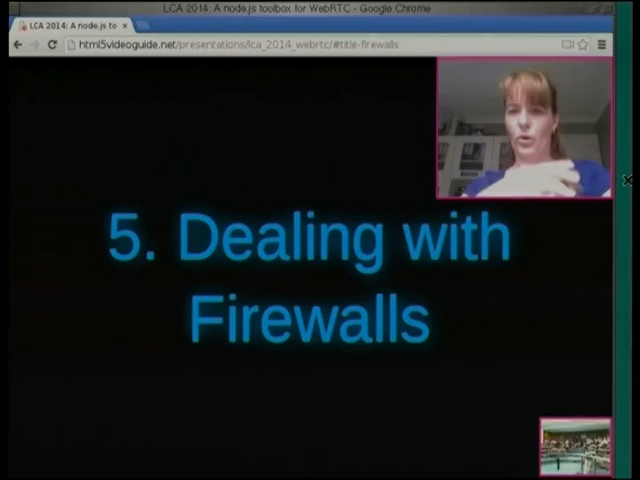 LCA 2014: A node.js toolbox for WebRTC - Google Chrome
LCA 2014: A node.js to
html5videoguide.net/presentations/lca_2014_webrtc/#title-firewalls
5. Dealing with
Firewalls